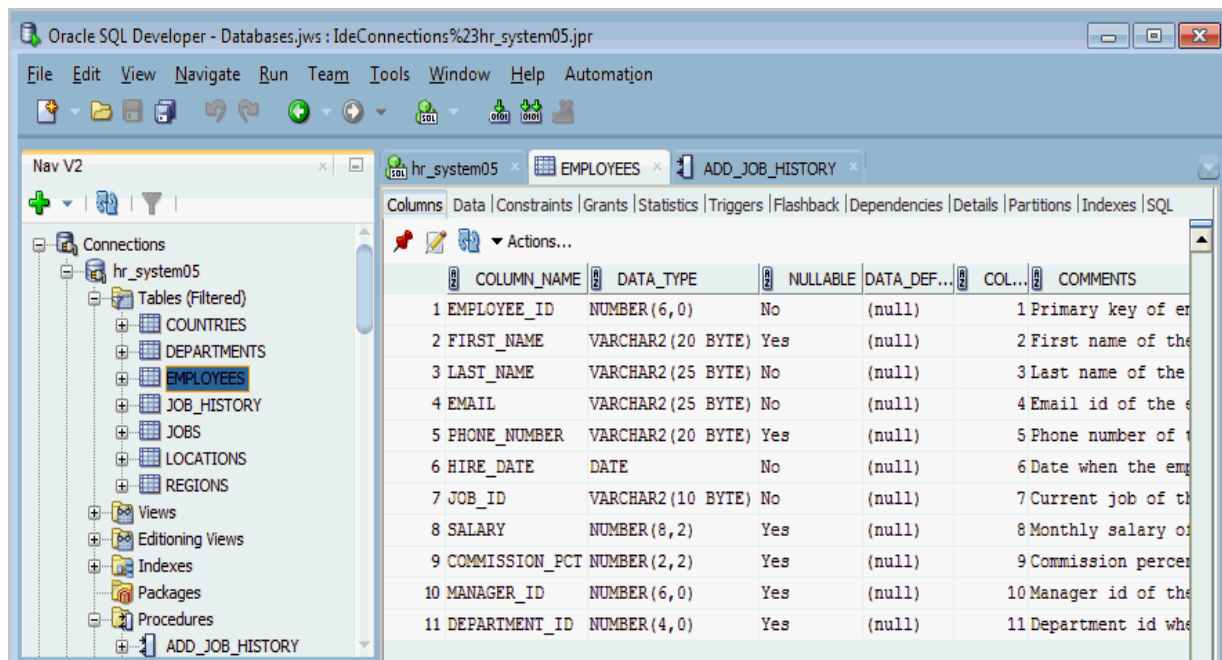 Oracle SQL Developer - Databases.jws : IdeConnections%23hr_system05.jpr
File Edit View Navigate Run Team Tools Window Help Automation
Nav V2
hr_system05 EMPLOYEES ADD_JOB_HISTORY
Columns Data | Constraints | Grants | Statistics | Triggers | Flashback | Dependencies | Details | Partitions | Indexes | SQL
Actions...
Connections
hr_system05
Tables (Filtered)
COUNTRIES
DEPARTMENTS
EMPLOYEES
JOB_HISTORY
JOBS
LOCATIONS
REGIONS
Views
Editioning Views
Indexes
Packages
Procedures
ADD_JOB_HISTORY
COLUMN_NAME DATA_TYPE NULLABLE DATA_DEF... COL... COMMENTS
1 EMPLOYEE_ID NUMBER(6,0) No (null) 1 Primary key of
2 FIRST_NAME VARCHAR2(20 BYTE) Yes (null) 2 First name of the
3 LAST_NAME VARCHAR2(25 BYTE) No (null) 3 Last name of the
4 EMAIL VARCHAR2(25 BYTE) No (null) 4 Email id of the
5 PHONE_NUMBER VARCHAR2(20 BYTE) Yes (null) 5 Phone number of
6 HIRE_DATE DATE No (null) 6 Date when the emp
7 JOB_ID VARCHAR2(10 BYTE) No (null) 7 Current job of
8 SALARY NUMBER(8,2) Yes (null) 8 Monthly salary
9 COMMISSION_PCT NUMBER(2,2) Yes (null) 9 Commission percen
10 MANAGER_ID NUMBER(6,0) Yes (null) 10 Manager id of the
11 DEPARTMENT_ID NUMBER(4,0) Yes (null) 11 Department id whe